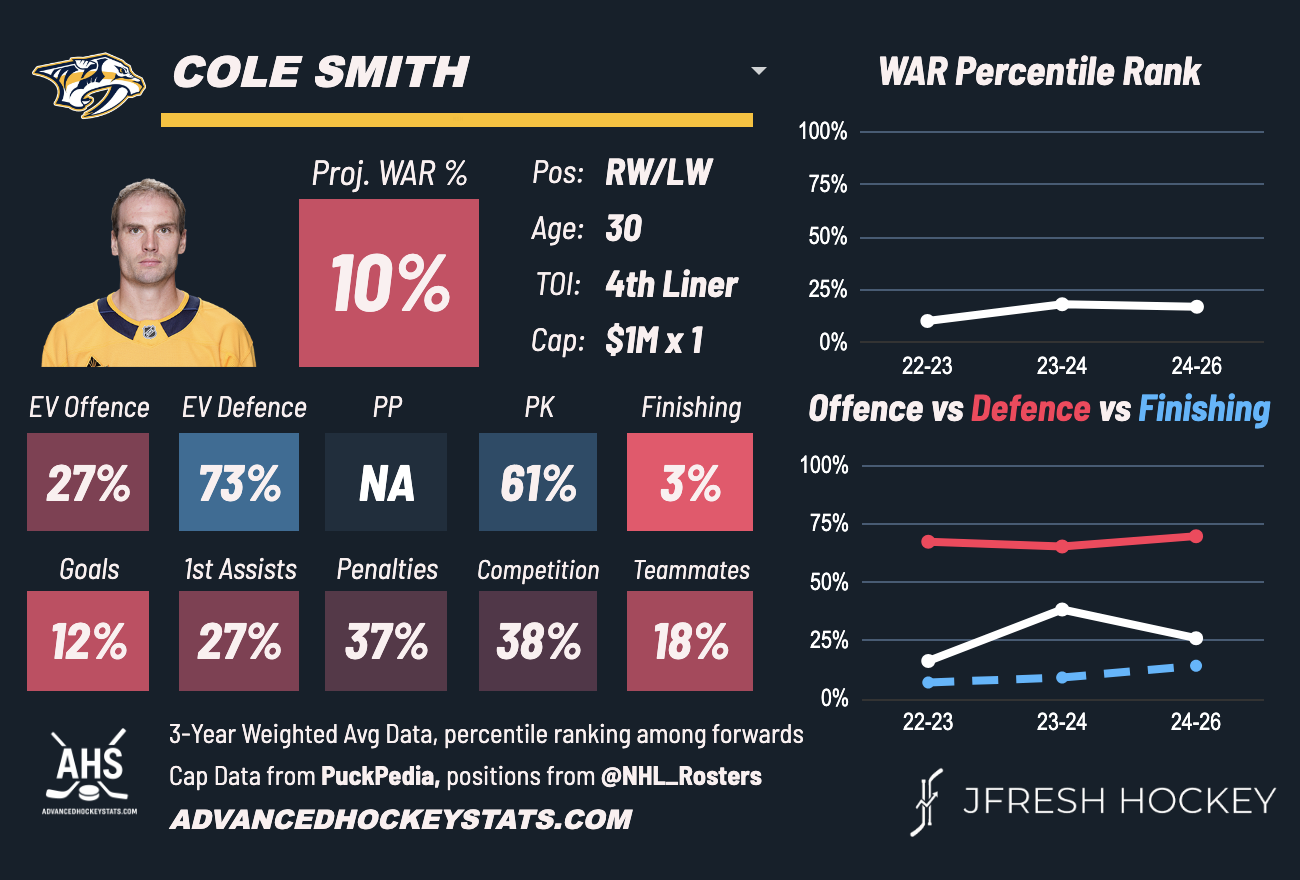 COLE SMITH
WAR Percentile Rank
Proj. WAR %
10%
Pos: RW/LW
Age: 30
TOI: 4th Liner
Cap: $1M x 1
100%
75%
50%
25%
0%
22-23 23-24 24-26
EV Offence EV Defence PP PK Finishing
27% 73% NA 61% 3%
Goals 1st Assists Penalties Competition Teammates
12% 27% 37% 38% 18%
Offence vs Defence vs Finishing
100%
75%
50%
25%
0%
22-23 23-24 24-26
AHS
ADVANCEDHOCKEYSTATS.COM
3-Year Weighted Avg Data, percentile ranking among forwards
Cap Data from PuckPedia, positions from @NHL_Rosters
ADVANCEDHOCKEYSTATS.COM
JFRESH HOCKEY